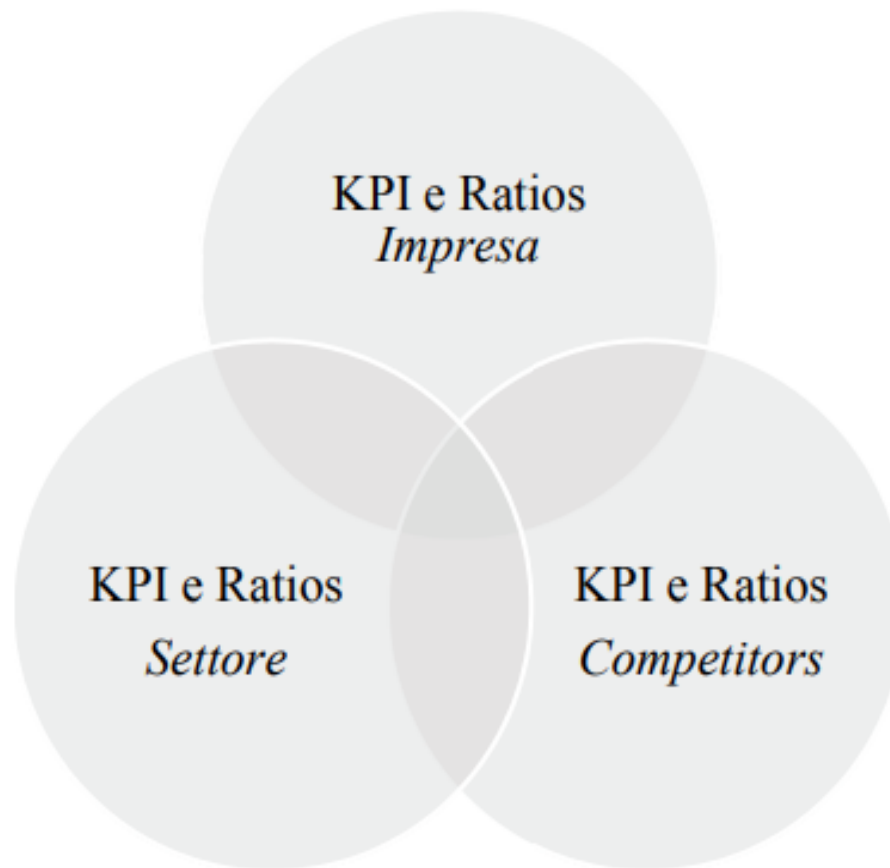 KPI e Ratios
Impresa
KPI e Ratios
Settore
KPI e Ratios
Competitors